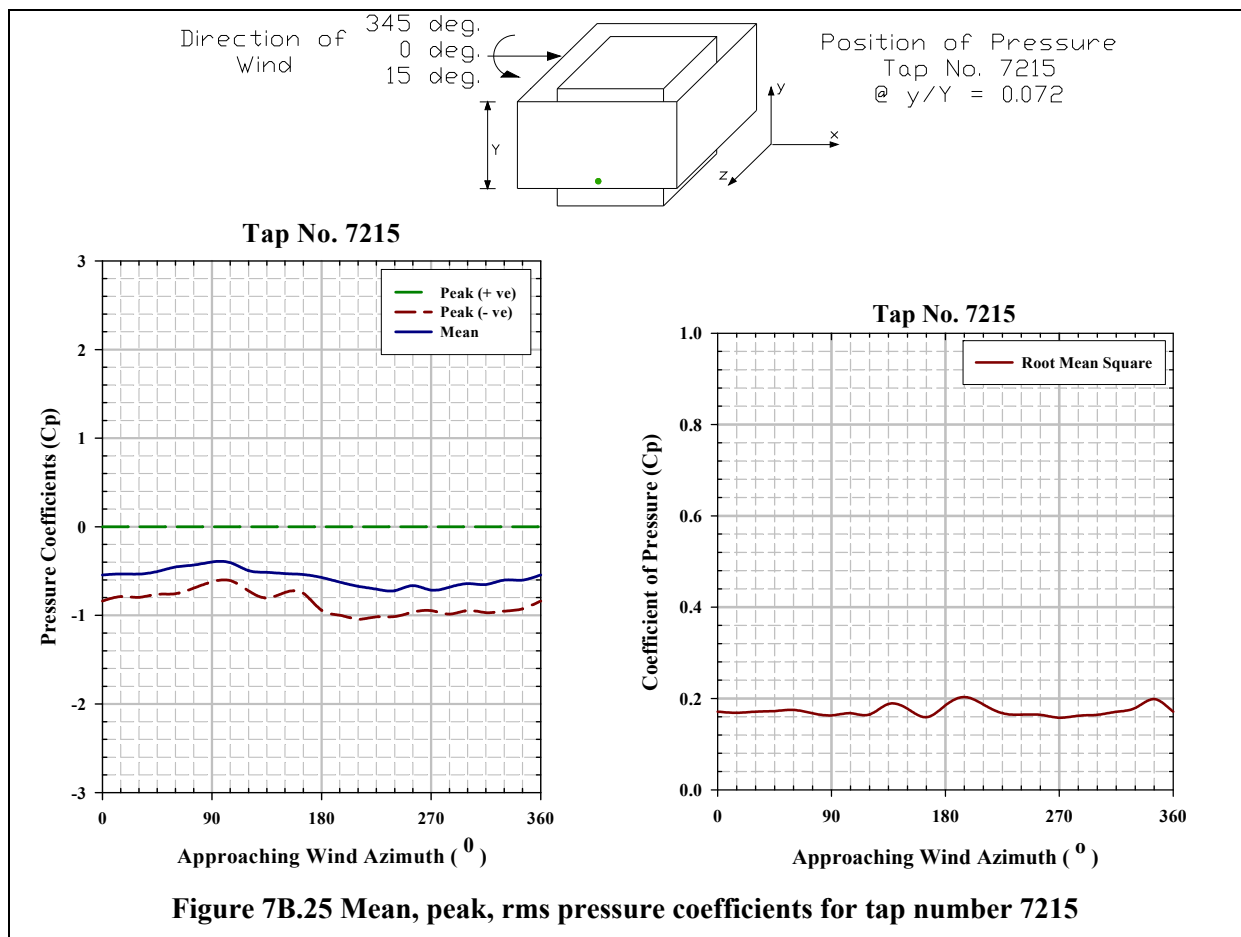 Direction of
Wind
345 deg.
0 deg.
15 deg.
Position of Pressure
Tap No. 7215
@ y/Y = 0.072
Y
y
x
z
Tap No. 7215
Peak (+ ve)
Peak (- ve)
Mean
3
2
1
0
-1
-2
-3
0
90
180
270
360
Pressure Coefficients (Cp)
Approaching Wind Azimuth ( 0 )
Tap No. 7215
Root Mean Square
1.0
0.8
0.6
0.4
0.2
0.0
0
90
180
270
360
Coefficient of Pressure (Cp)
Approaching Wind Azimuth ( o )
Figure 7B.25 Mean, peak, rms pressure coefficients for tap number 7215